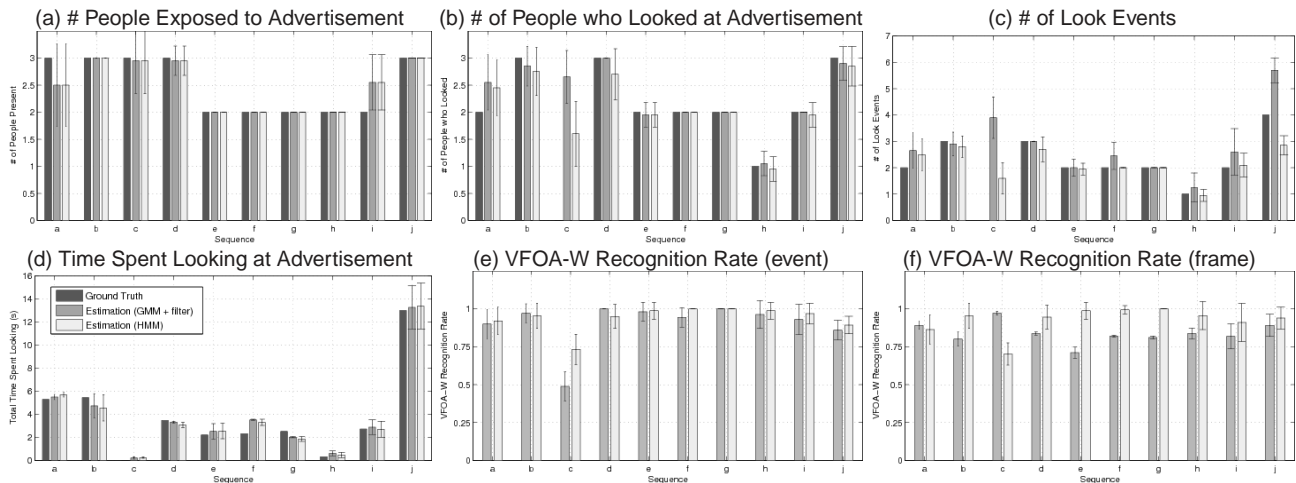 (a) # People Exposed to Advertisement
# of People Present
3
2.5
2
1.5
1
0.5
0
a b c d e f g h i j
Sequence
(b) # of People who Looked at Advertisement
# of People who Looked
3
2.5
2
1.5
1
0.5
0
a b c d e f g h i j
Sequence
(c) # of Look Events
# of Look Events
7
6
5
4
3
2
1
0
a b c d e f g h i j
Sequence
(d) Time Spent Looking at Advertisement
Total Time Spent Looking (s)
16
14
12
10
8
6
4
2
0
Ground Truth
Estimation (GMM + filter)
Estimation (HMM)
a b c d e f g h i j
Sequence
(e) VFOA-W Recognition Rate (event)
VFOA-W Recognition Rate
1
0.75
0.5
0.25
0
a b c d e f g h i j
Sequence
(f) VFOA-W Recognition Rate (frame)
VFOA-W Recognition Rate
1
0.75
0.5
0.25
0
a b c d e f g h i j
Sequence